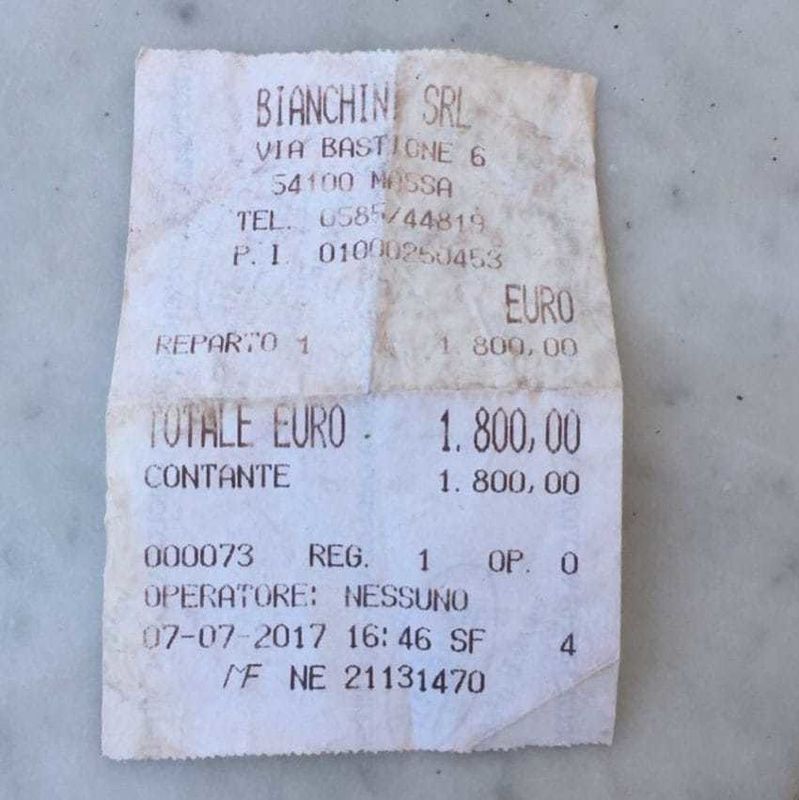 BIANCHINI SRL
VIA BASTIONE 6
54100 MASSA
TEL. 0585/44819
P.I. 01000250453
EURO
REPARTO 1 1.800,00
TOTALE EURO 1.800,00
CONTANTE 1.800,00
000073 REG. 1 OP. 0
OPERATORE: NESSUNO
07-07-2017 16:46 SF 4
MF NE 21131470